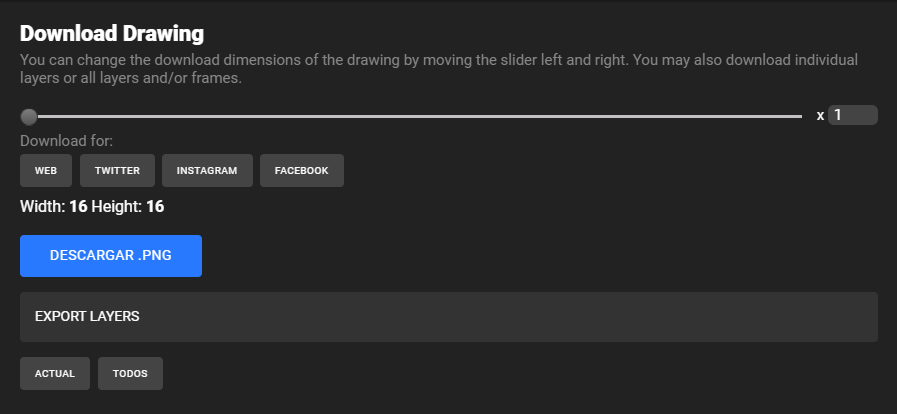 Download Drawing
You can change the download dimensions of the drawing by moving the slider left and right. You may also download individual
layers or all layers and/or frames.
x 1
Download for:
WEB TWITTER INSTAGRAM FACEBOOK
Width: 16 Height: 16
DESCARGAR .PNG
EXPORT LAYERS
ACTUAL TODOS